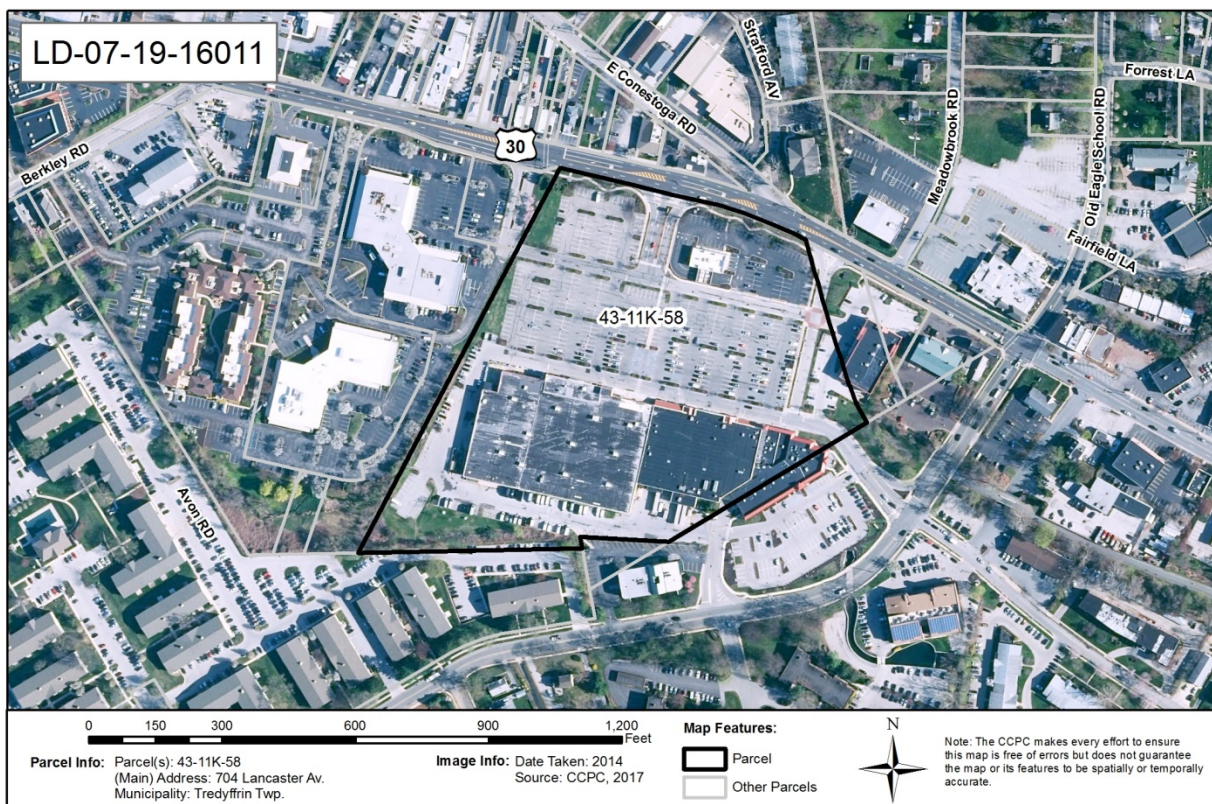 LD-07-19-16011
Berkley RD
30
E Conestoga RD
Strafford AV
Meadowbrook RD
Old Eagle School RD
Forrest LA
Fairfield LA
43-11K-58
Avon RD
0 150 300 600 900 1,200
Feet
Parcel Info: Parcel(s): 43-11K-58
(Main) Address: 704 Lancaster Av.
Municipality: Tredyffrin Twp.
Image Info: Date Taken: 2014
Source: CCPC, 2017
Map Features:
Parcel
Other Parcels
N
Note: The CCPC makes every effort to ensure
this map is free of errors but does not guarantee
the map or its features to be spatially or temporally
accurate.